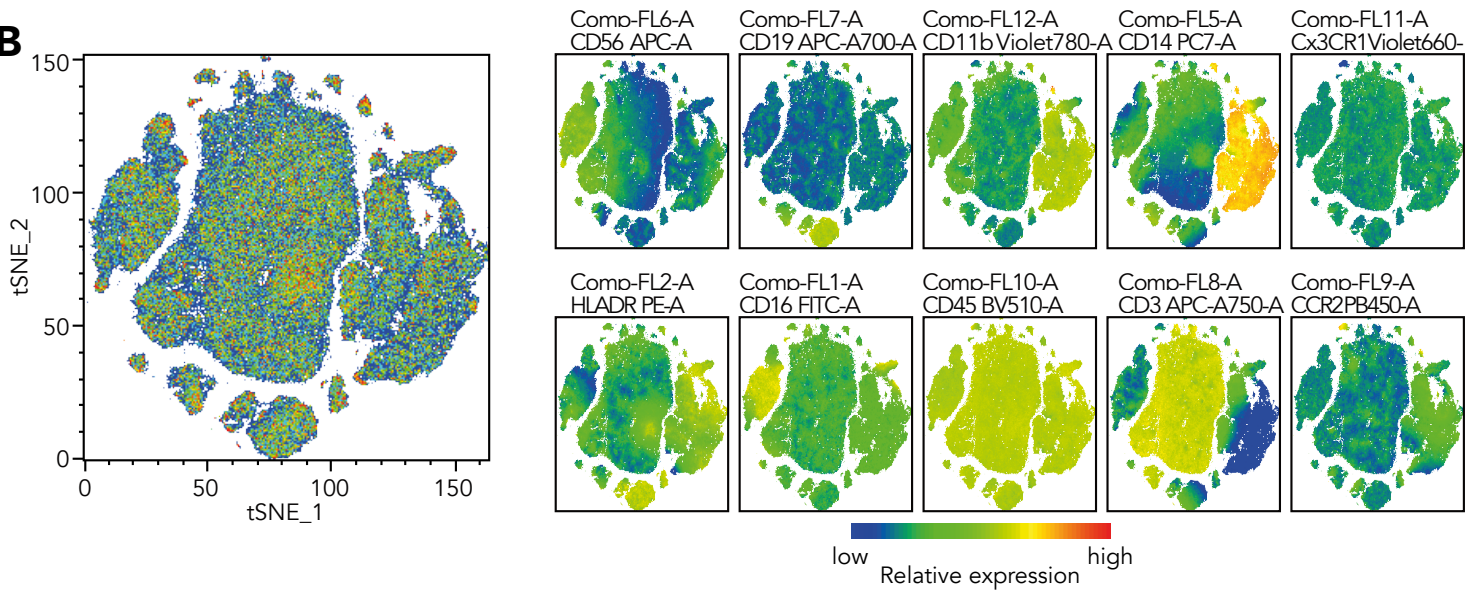 B
150
100
50
0
0 50 100 150
tSNE_1
tSNE_2
Comp-FL6-A
CD56 APC-A
Comp-FL7-A
CD19 APC-A700-A
Comp-FL12-A
CD11b Violet780-A
Comp-FL5-A
CD14 PC7-A
Comp-FL11-A
Cx3CR1Violet660-
Comp-FL2-A
HLADR PE-A
Comp-FL1-A
CD16 FITC-A
Comp-FL10-A
CD45 BV510-A
Comp-FL8-A
CD3 APC-A750-A
Comp-FL9-A
CCR2PB450-A
low high
Relative expression